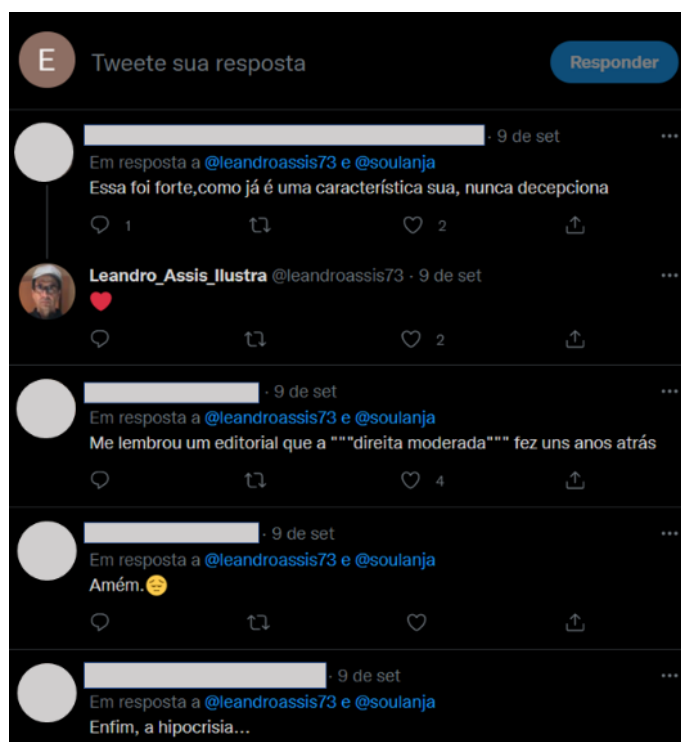 E
Tweete sua resposta
Responder
· 9 de set
Em resposta a @leandroassis73 e @soulanja
Essa foi forte,como já é uma característica sua, nunca decepciona
1
2
Leandro_Assis_Ilustra @leandroassis73 · 9 de set
❤️
2
· 9 de set
Em resposta a @leandroassis73 e @soulanja
Me lembrou um editorial que a """direita moderada""" fez uns anos atrás
4
· 9 de set
Em resposta a @leandroassis73 e @soulanja
Amém.😔
· 9 de set
Em resposta a @leandroassis73 e @soulanja
Enfim, a hipocrisia...